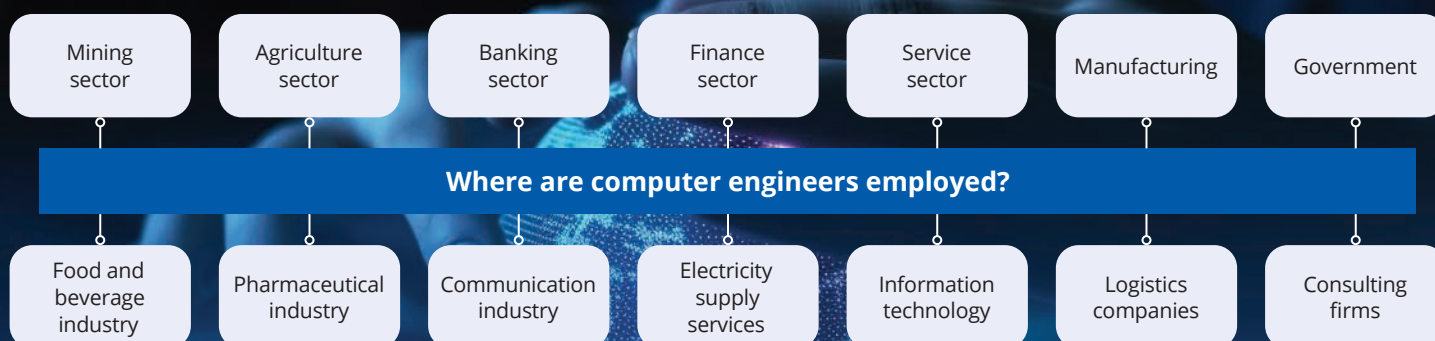 Mining
sector
Agriculture
sector
Banking
sector
Finance
sector
Service
sector
Manufacturing
Government
Where are computer engineers employed?
Food and
beverage
industry
Pharmaceutical
industry
Communication
industry
Electricity
supply
services
Information
technology
Logistics
companies
Consulting
firms